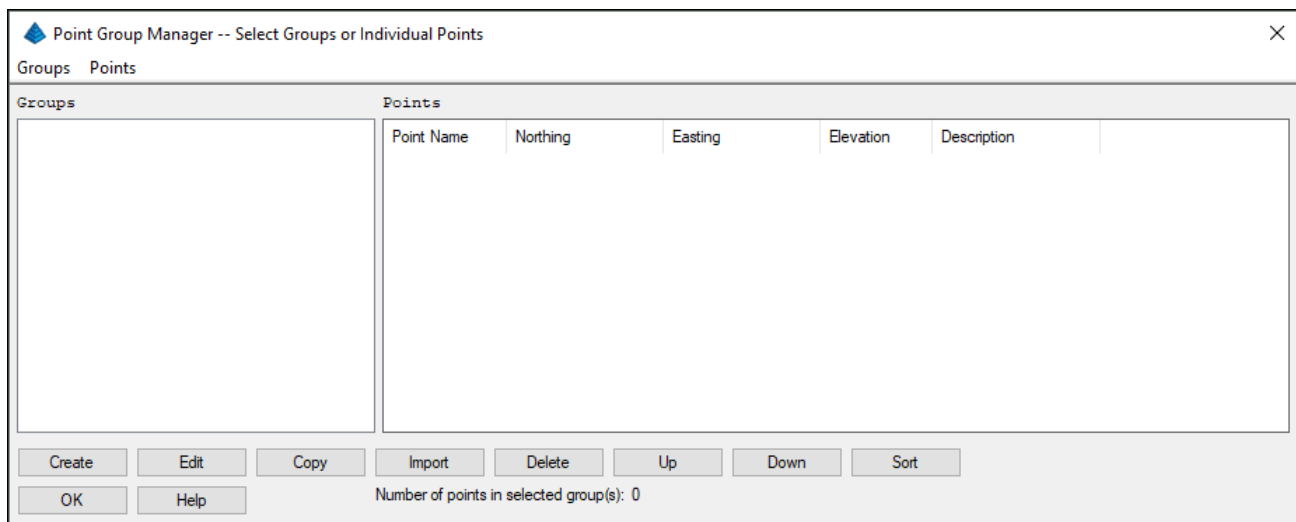 Point Group Manager -- Select Groups or Individual Points
Groups Points
Groups Points
Point Name Northing Easting Elevation Description
Create Edit Copy Import Delete Up Down Sort
OK Help Number of points in selected group(s): 0